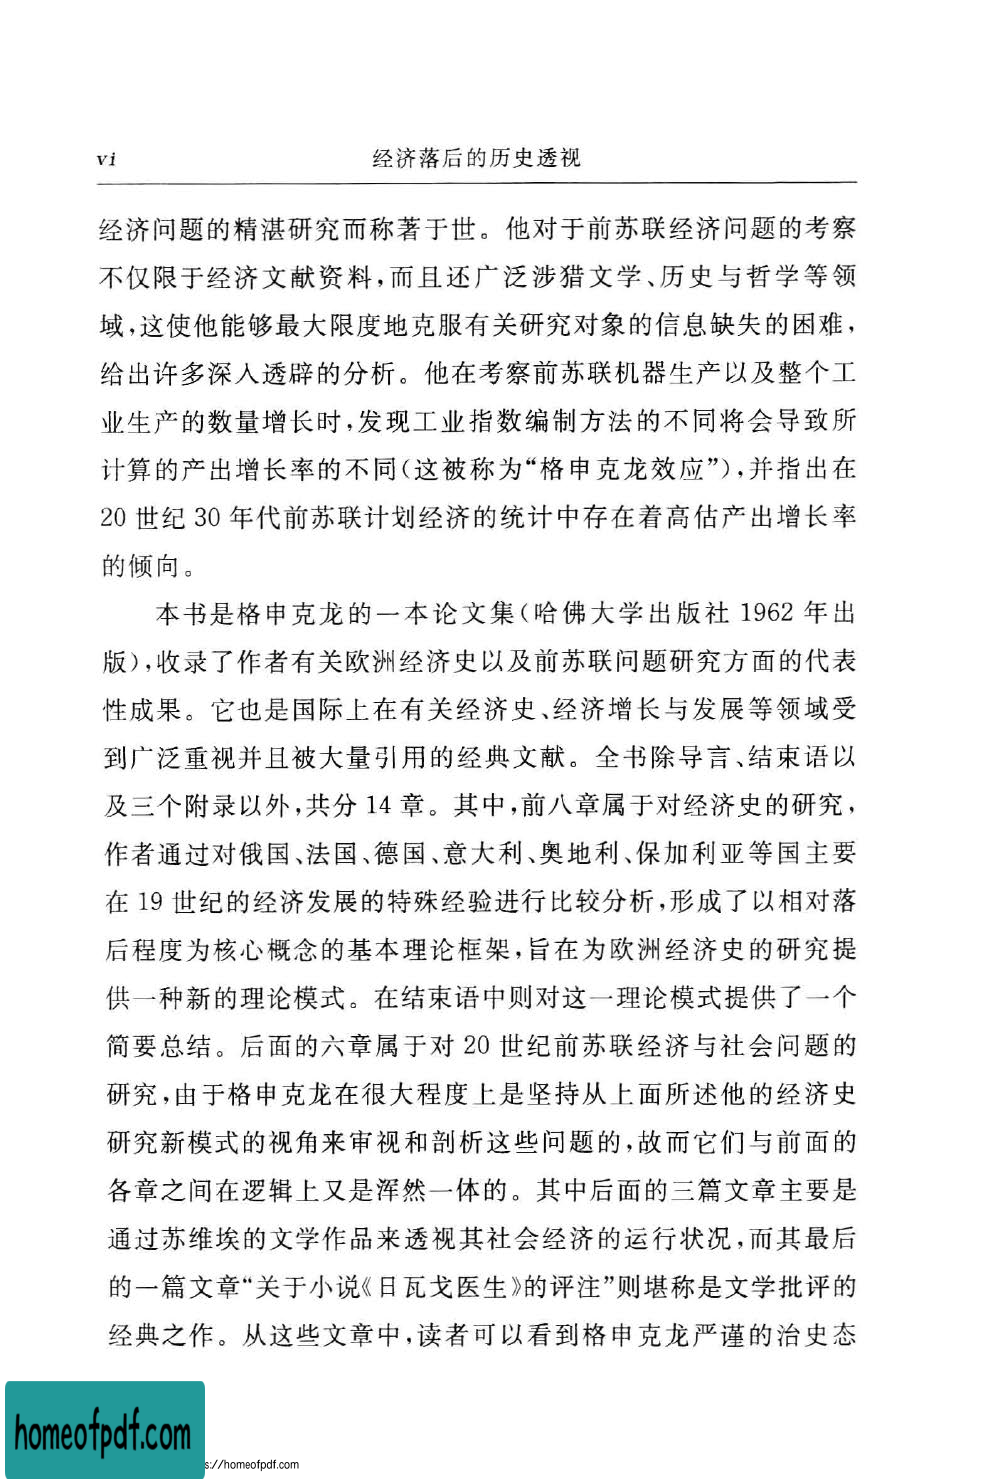 vi
经济落后的历史透视
经济问题的精湛研究而称著于世。他对于前苏联经济问题的考察
不仅限于经济文献资料,而且还广泛涉猎文学、历史与哲学等领
域,这使他能够最大限度地克服有关研究对象的信息缺失的困难,
给出许多深入透辟的分析。他在考察前苏联机器生产以及整个工
业生产的数量增长时,发现工业指数编制方法的不同将会导致所
计算的产出增长率的不同(这被称为“格申克龙效应”),并指出在
20 世纪 30 年代前苏联计划经济的统计中存在着高估产出增长率
的倾向。
本书是格申克龙的一本论文集(哈佛大学出版社 1962 年出
版),收录了作者有关欧洲经济史以及前苏联问题研究方面的代表
性成果。它也是国际上在有关经济史、经济增长与发展等领域受
到广泛重视并且被大量引用的经典文献。全书除导言、结束语以
及三个附录以外,共分 14 章。其中,前八章属于对经济史的研究,
作者通过对俄国、法国、德国、意大利、奥地利、保加利亚等国主要
在 19 世纪的经济发展的特殊经验进行比较分析,形成了以相对落
后程度为核心概念的基本理论框架,旨在为欧洲经济史的研究提
供一种新的理论模式。在结束语中则对这一理论模式提供了一个
简要总结。后面的六章属于对 20 世纪前苏联经济与社会问题的
研究,由于格申克龙在很大程度上是坚持从上面所述他的经济史
研究新模式的视角来审视和剖析这些问题的,故而它们与前面的
各章之间在逻辑上又是浑然一体的。其中后面的三篇文章主要是
通过苏维埃的文学作品来透视其社会经济的运行状况,而其最后
的一篇文章“关于小说《日瓦戈医生》的评注”则堪称是文学批评的
经典之作。从这些文章中,读者可以看到格申克龙严谨的治史态
homeofpdf.com
s://homeofpdf.com